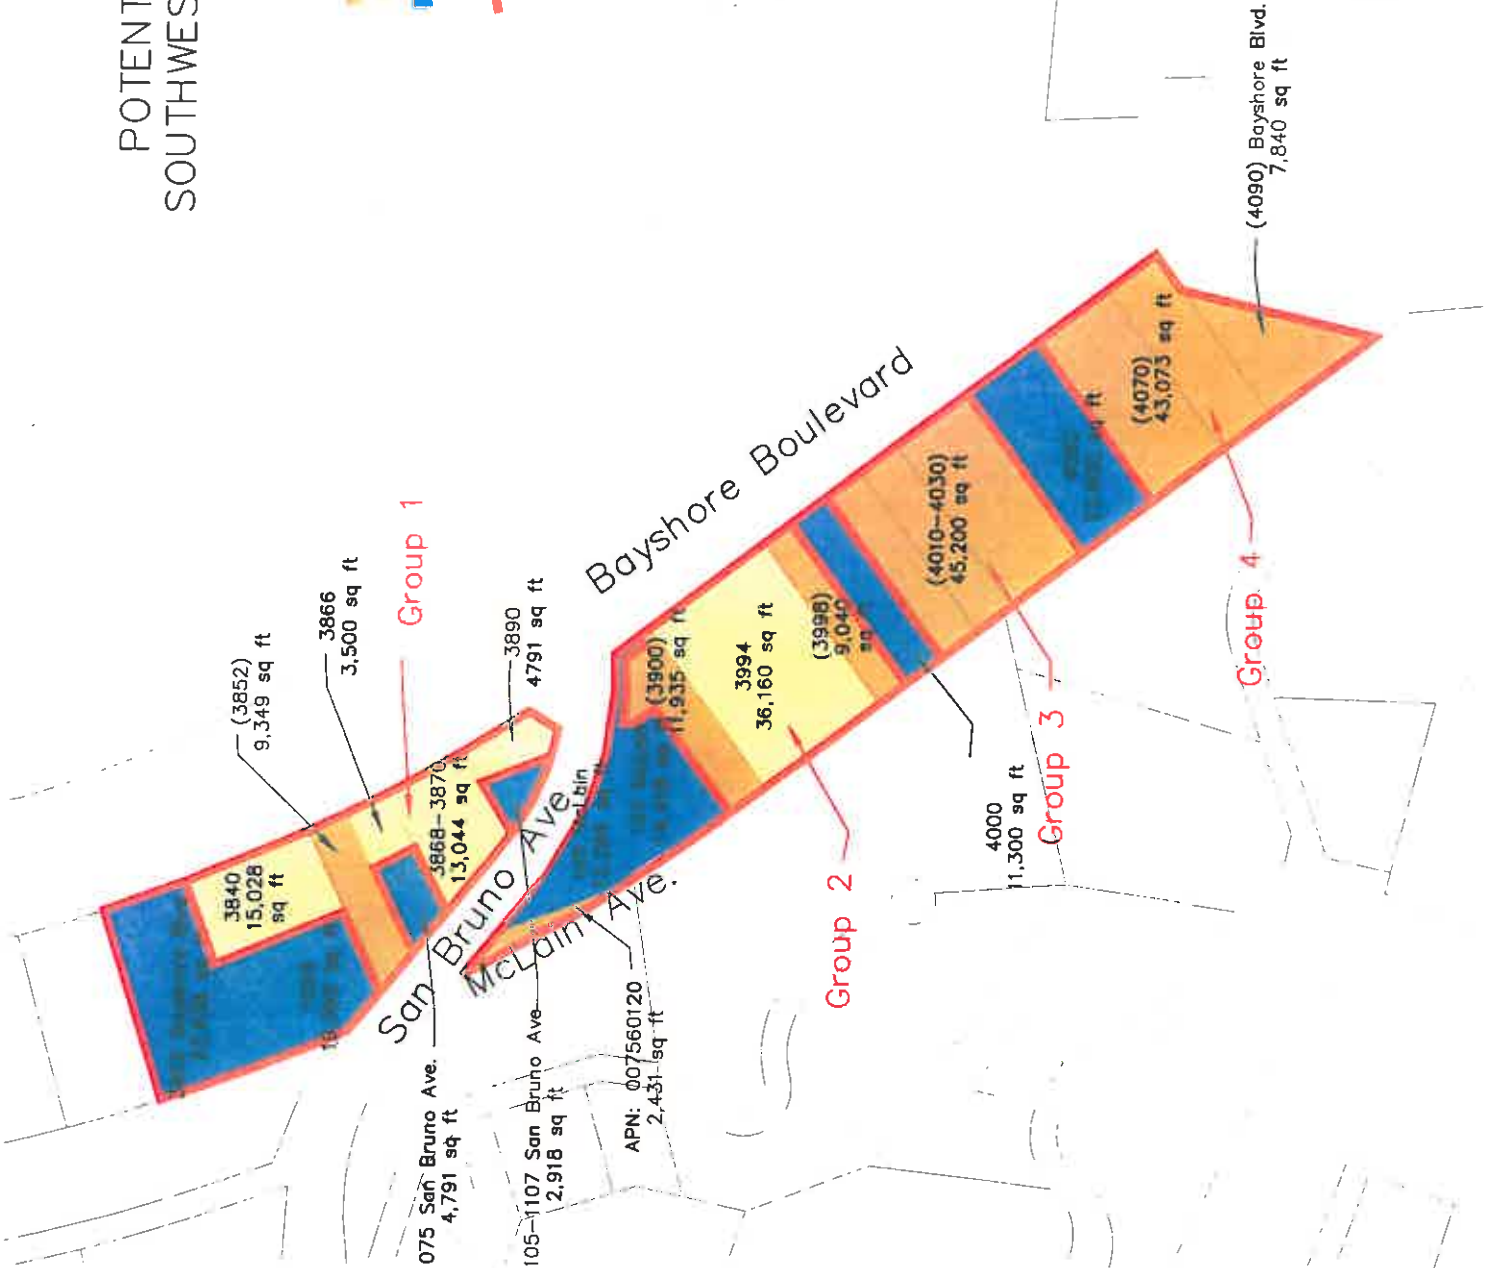 POTENT
SOUTHWES
(3852)
9,349 sq ft
3866
3,500 sq ft
Group 1
3890
4791 sq ft
3840
15,028
sq ft
3868-3870
13,044 sq ft
San Bruno Ave.
McLain Ave.
Bayshore Boulevard
(3900)
11,935 sq ft
3994
36,160 sq ft
(3998)
9,040
sq
(4010-4030)
45,200 sq ft
(4070)
43,073 sq ft
(4090) Bayshore Blvd.
7,840 sq ft
Group 2
4000
11,300 sq ft
Group 3
Group 4
075 San Bruno Ave.
4,791 sq ft
105-1107 San Bruno Ave
2,918 sq ft
APN: 007560120
2,431 sq ft